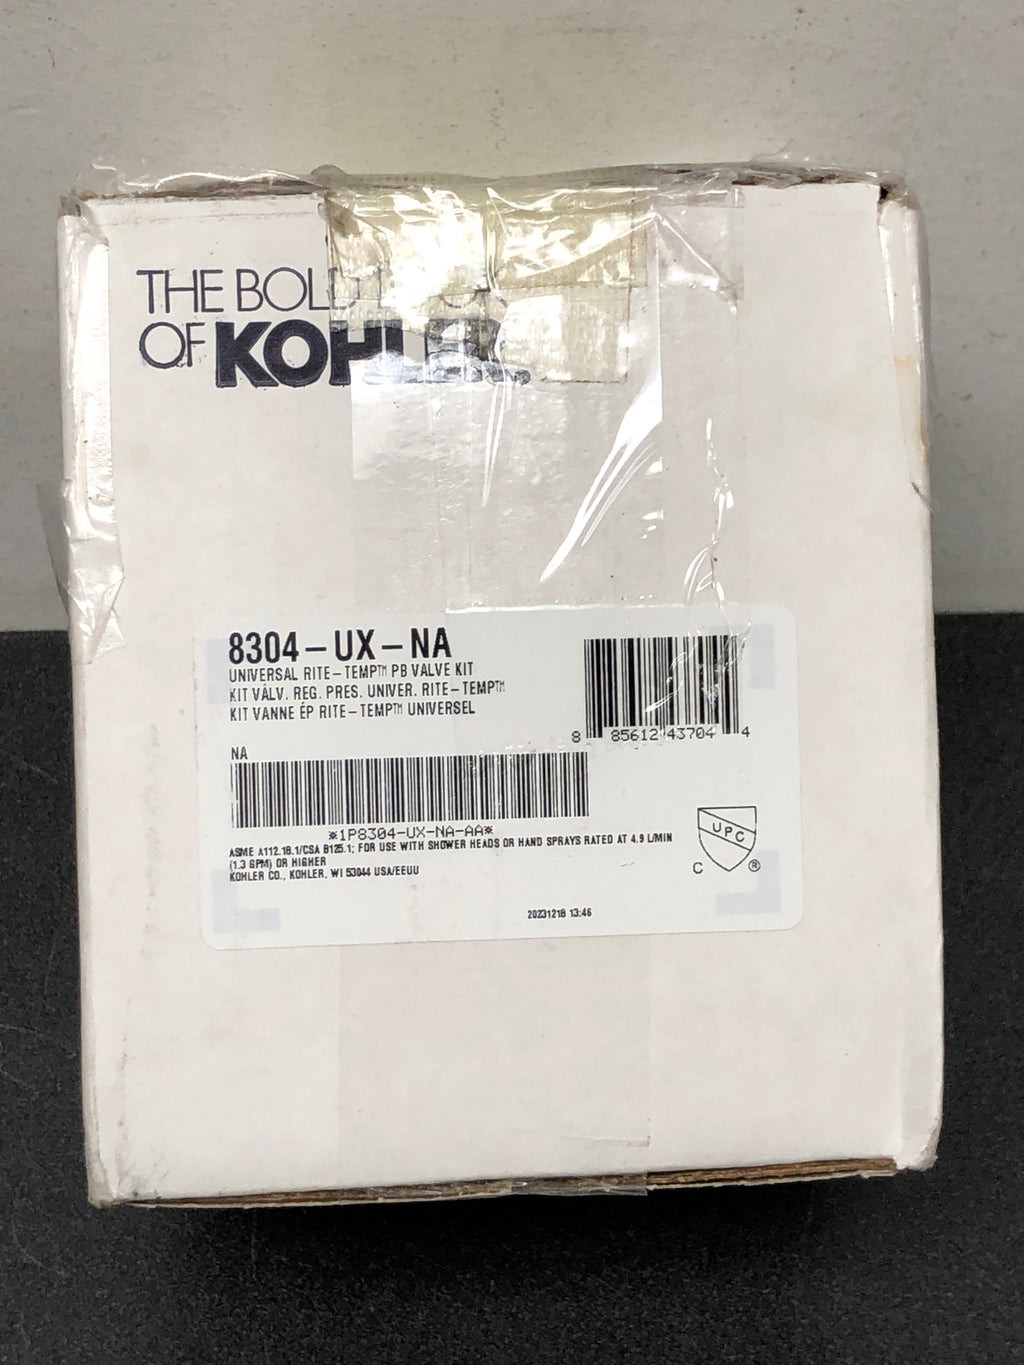 THE BOLD LOOK
OF KOHLER.
8304-UX-NA
UNIVERSAL RITE-TEMP™ PB VALVE KIT
KIT VÁLV. REG. PRES. UNIVER. RITE-TEMP™
KIT VANNE ÉP RITE-TEMP™ UNIVERSEL
8 85612 43704 4
NA
*1P8304-UX-NA-AA*
ASME A112.18.1/CSA B125.1; FOR USE WITH SHOWER HEADS OR HAND SPRAYS RATED AT 4.9 L/MIN
(1.3 GPM) OR HIGHER
KOHLER CO., KOHLER, WI 53044 USA/EEUU
UPC
C ®
20231218 13:46